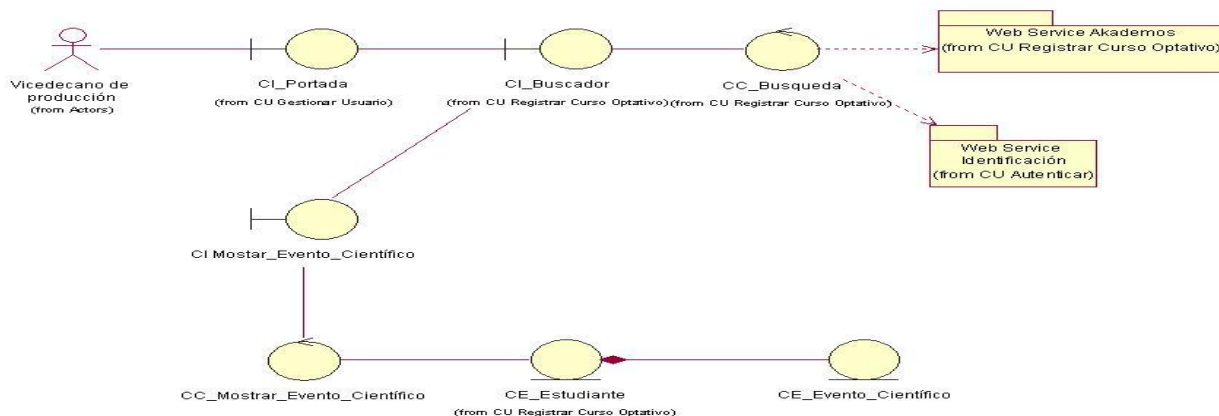 Web Service Akademos
(from CU Registrar Curso Optativo)
Vicedecano de
producción
(from Actors)
CI_Portada
(from CU Gestionar Usuario)
CI_Buscador
(from CU Registrar Curso Optativo)
CC_Busqueda
(from CU Registrar Curso Optativo)
Web Service
Identificación
(from CU Autenticar)
CI Mostar_Evento_Científico
CC_Mostrar_Evento_Científico
CE_Estudiante
(from CU Registrar Curso Optativo)
CE_Evento_Científico